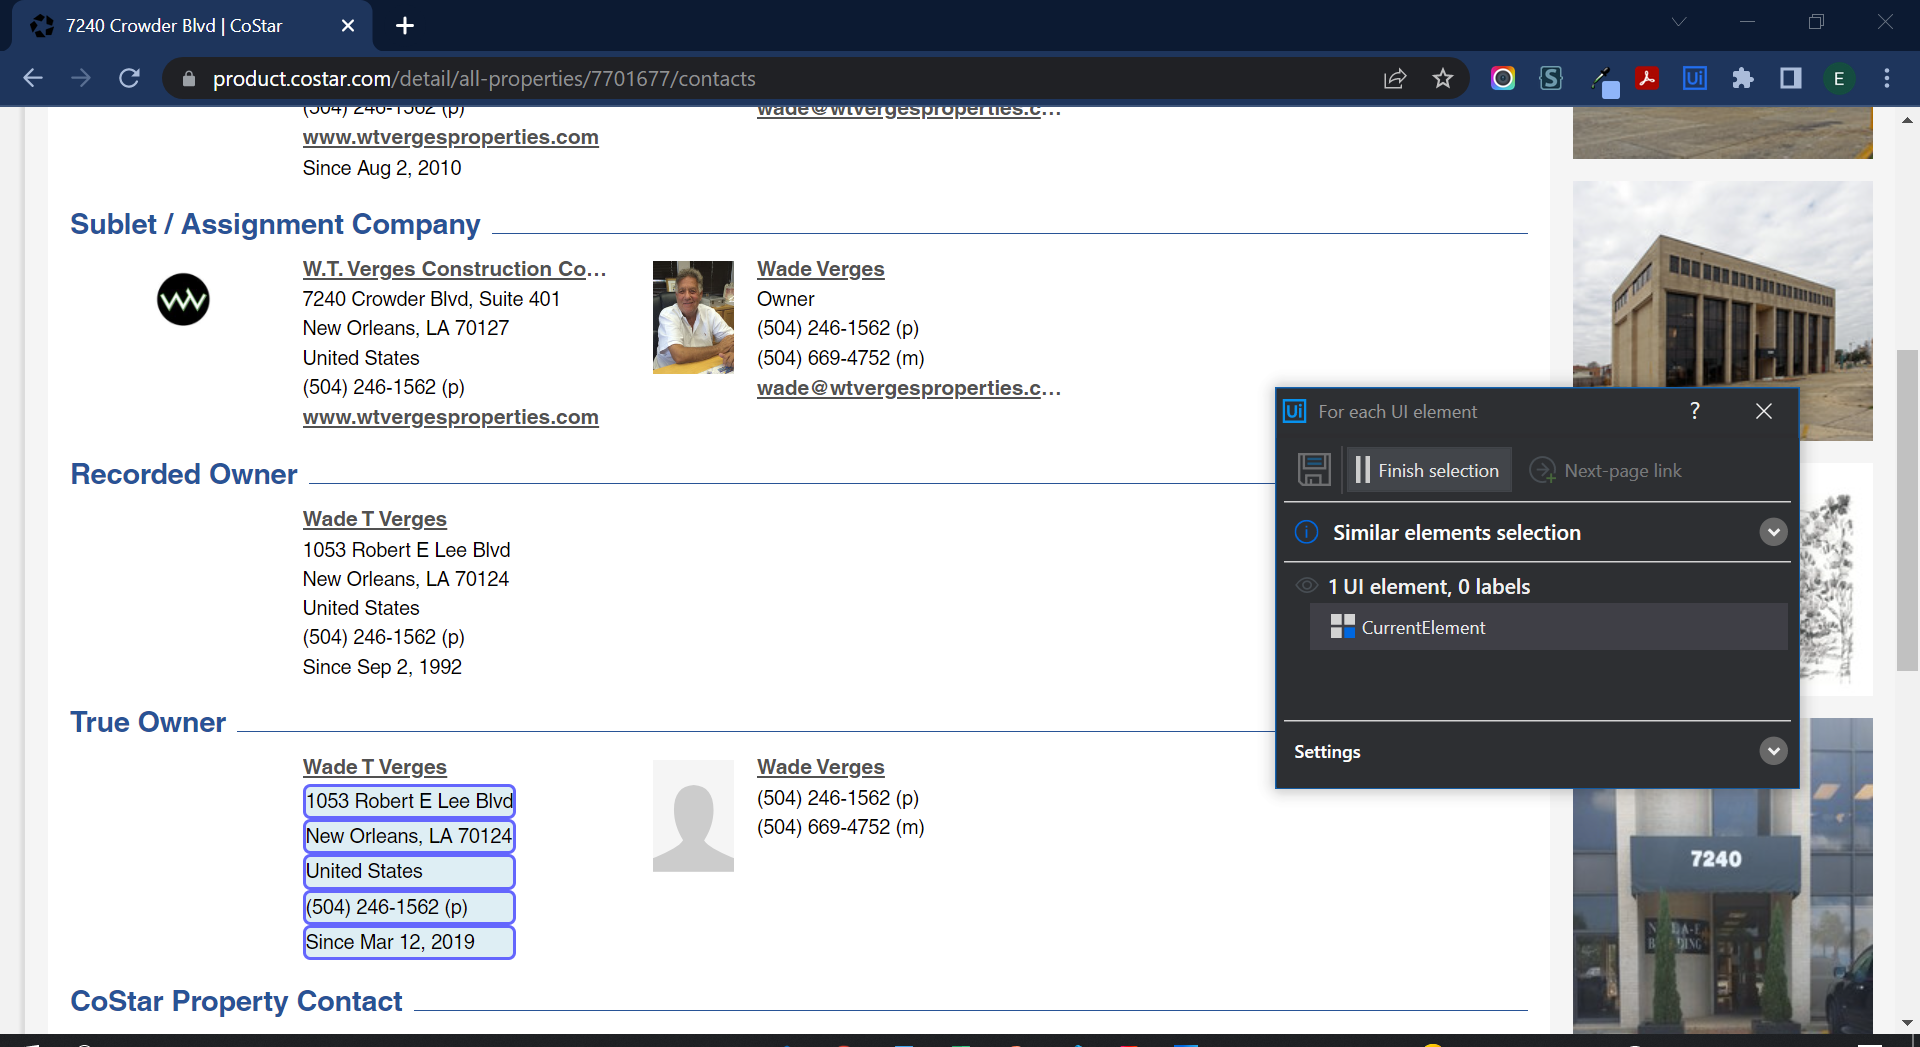 7240 Crowder Blvd | CoStar
product.costar.com/detail/all-properties/7701677/contacts
E
(504) 246-1562 (p)
wade@wtvergesproperties.c...
www.wtvergesproperties.com
Since Aug 2, 2010
Sublet / Assignment Company
W.T. Verges Construction Co...
7240 Crowder Blvd, Suite 401
New Orleans, LA 70127
United States
(504) 246-1562 (p)
www.wtvergesproperties.com
Wade Verges
Owner
(504) 246-1562 (p)
(504) 669-4752 (m)
wade@wtvergesproperties.c...
Recorded Owner
Wade T Verges
1053 Robert E Lee Blvd
New Orleans, LA 70124
United States
(504) 246-1562 (p)
Since Sep 2, 1992
True Owner
Wade T Verges
1053 Robert E Lee Blvd
New Orleans, LA 70124
United States
(504) 246-1562 (p)
Since Mar 12, 2019
Wade Verges
(504) 246-1562 (p)
(504) 669-4752 (m)
CoStar Property Contact
Ui For each UI element ?
Finish selection Next-page link
Similar elements selection
1 UI element, 0 labels
CurrentElement
Settings
7240